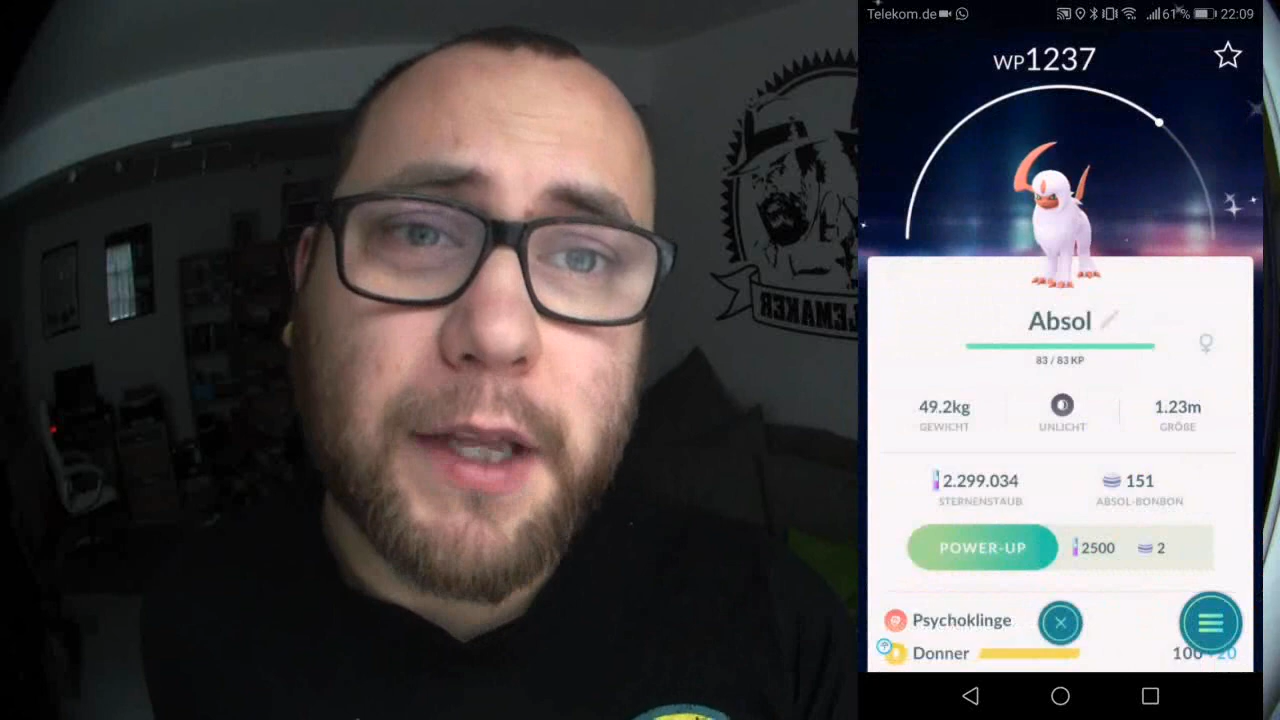 Telekom.de
61 % 22:09
WP1237
Absol
83 / 83 KP
49.2kg
GEWICHT
UNLICHT
1.23m
GRÖßE
2.299.034
STERNENSTAUB
151
ABSOL-BONBON
POWER-UP
2500
2
Psychoklinge
Donner
100 +20